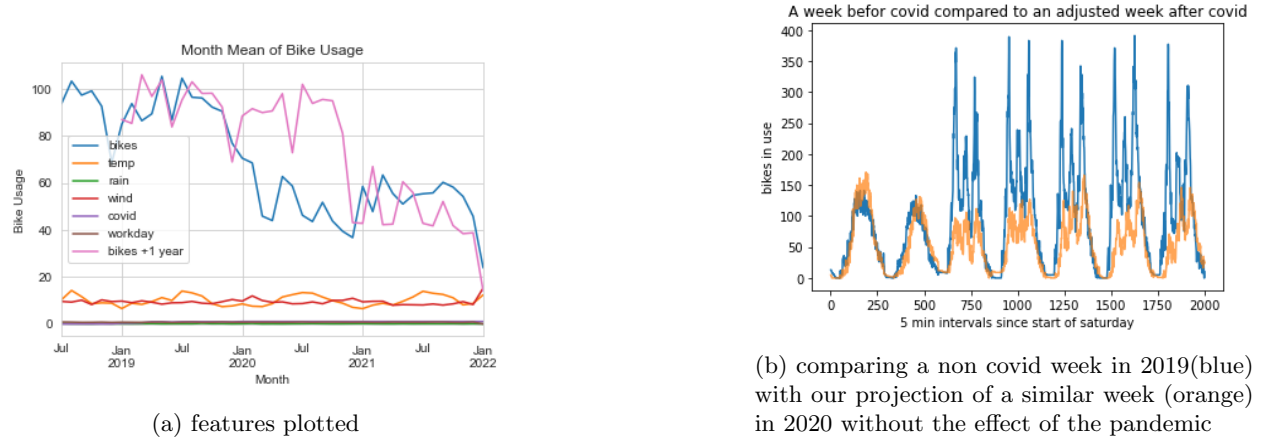 Month Mean of Bike Usage
Bike Usage
100
80
60
40
20
0
bikes
temp
rain
wind
covid
workday
bikes +1 year
Jul
Jan
2019
Jul
Jan
2020
Jul
Jan
2021
Jul
Jan
2022
Month
(a) features plotted
A week befor covid compared to an adjusted week after covid
bikes in use
400
350
300
250
200
150
100
50
0
0
250
500
750
1000
1250
1500
1750
2000
5 min intervals since start of saturday
(b) comparing a non covid week in 2019(blue)
with our projection of a similar week (orange)
in 2020 without the effect of the pandemic